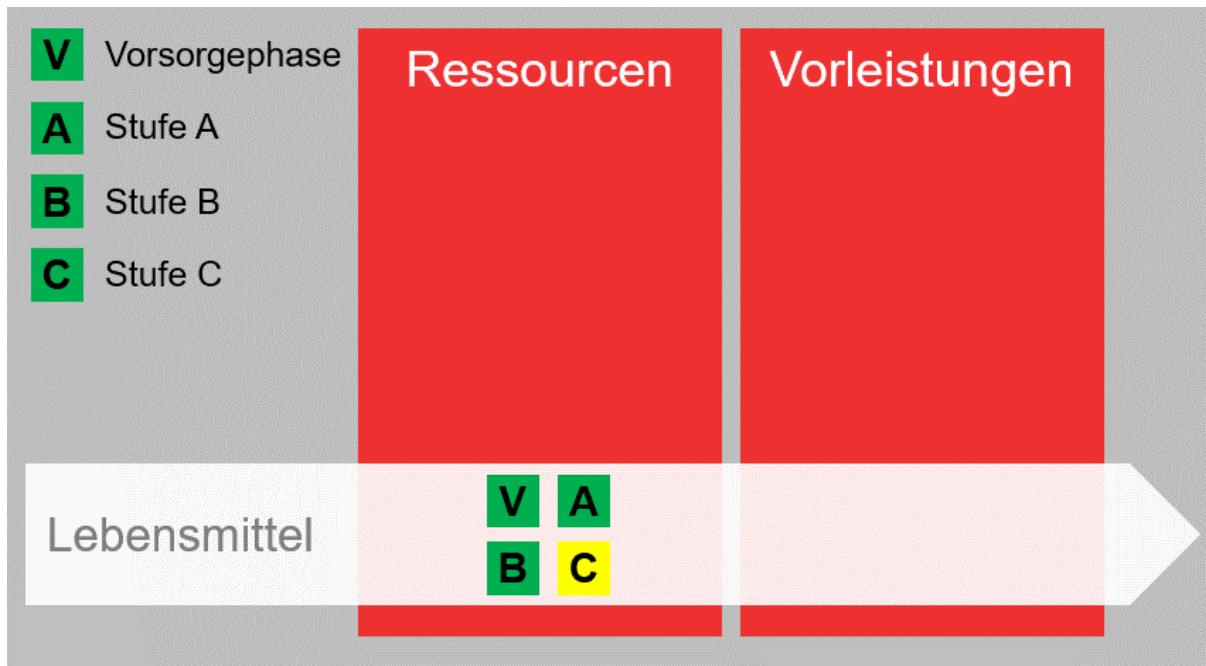 V Vorsorgephase
A Stufe A
B Stufe B
C Stufe C
Ressourcen
Vorleistungen
Lebensmittel
V A
B C